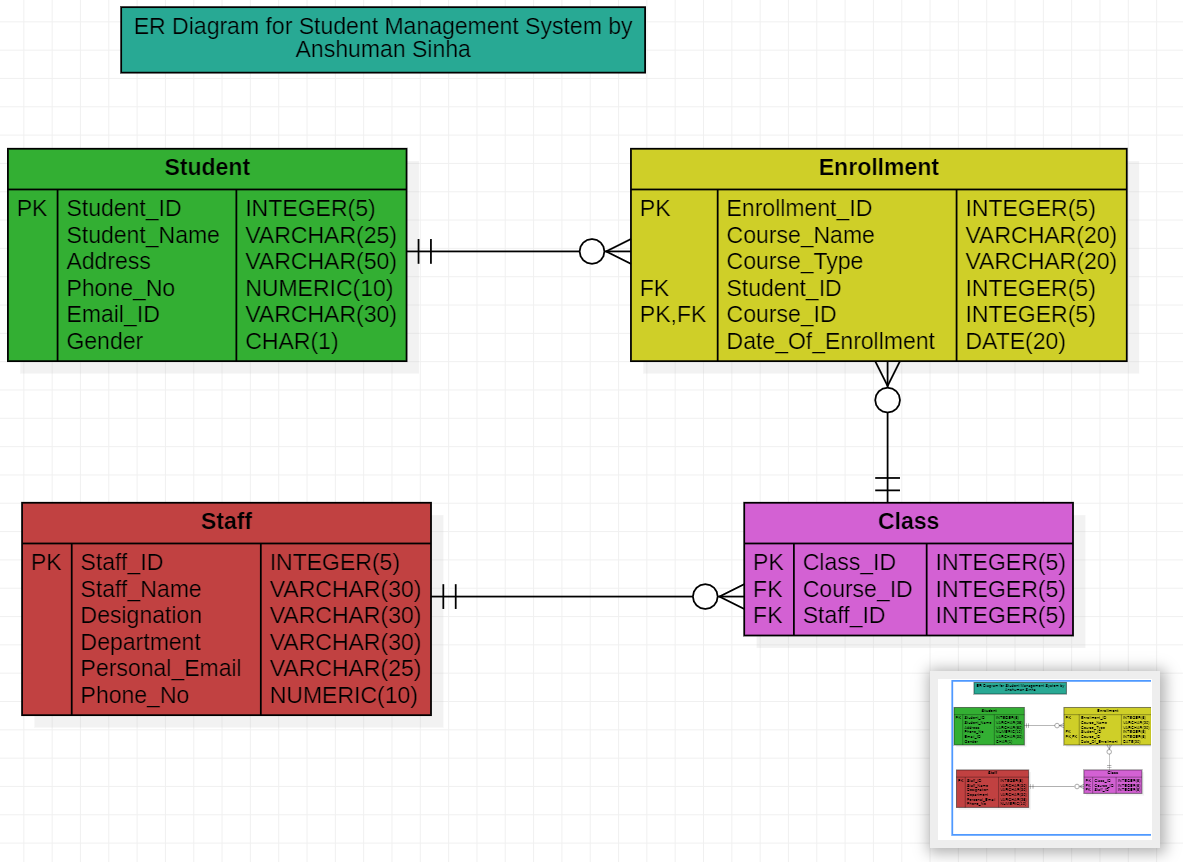 ER Diagram for Student Management System by
Anshuman Sinha
Student
PK Student_ID INTEGER(5)
Student_Name VARCHAR(25)
Address VARCHAR(50)
Phone_No NUMERIC(10)
Email_ID VARCHAR(30)
Gender CHAR(1)
Enrollment
PK Enrollment_ID INTEGER(5)
Course_Name VARCHAR(20)
Course_Type VARCHAR(20)
FK Student_ID INTEGER(5)
PK,FK Course_ID INTEGER(5)
Date_Of_Enrollment DATE(20)
Staff
PK Staff_ID INTEGER(5)
Staff_Name VARCHAR(30)
Designation VARCHAR(30)
Department VARCHAR(30)
Personal_Email VARCHAR(25)
Phone_No NUMERIC(10)
Class
PK Class_ID INTEGER(5)
FK Course_ID INTEGER(5)
FK Staff_ID INTEGER(5)